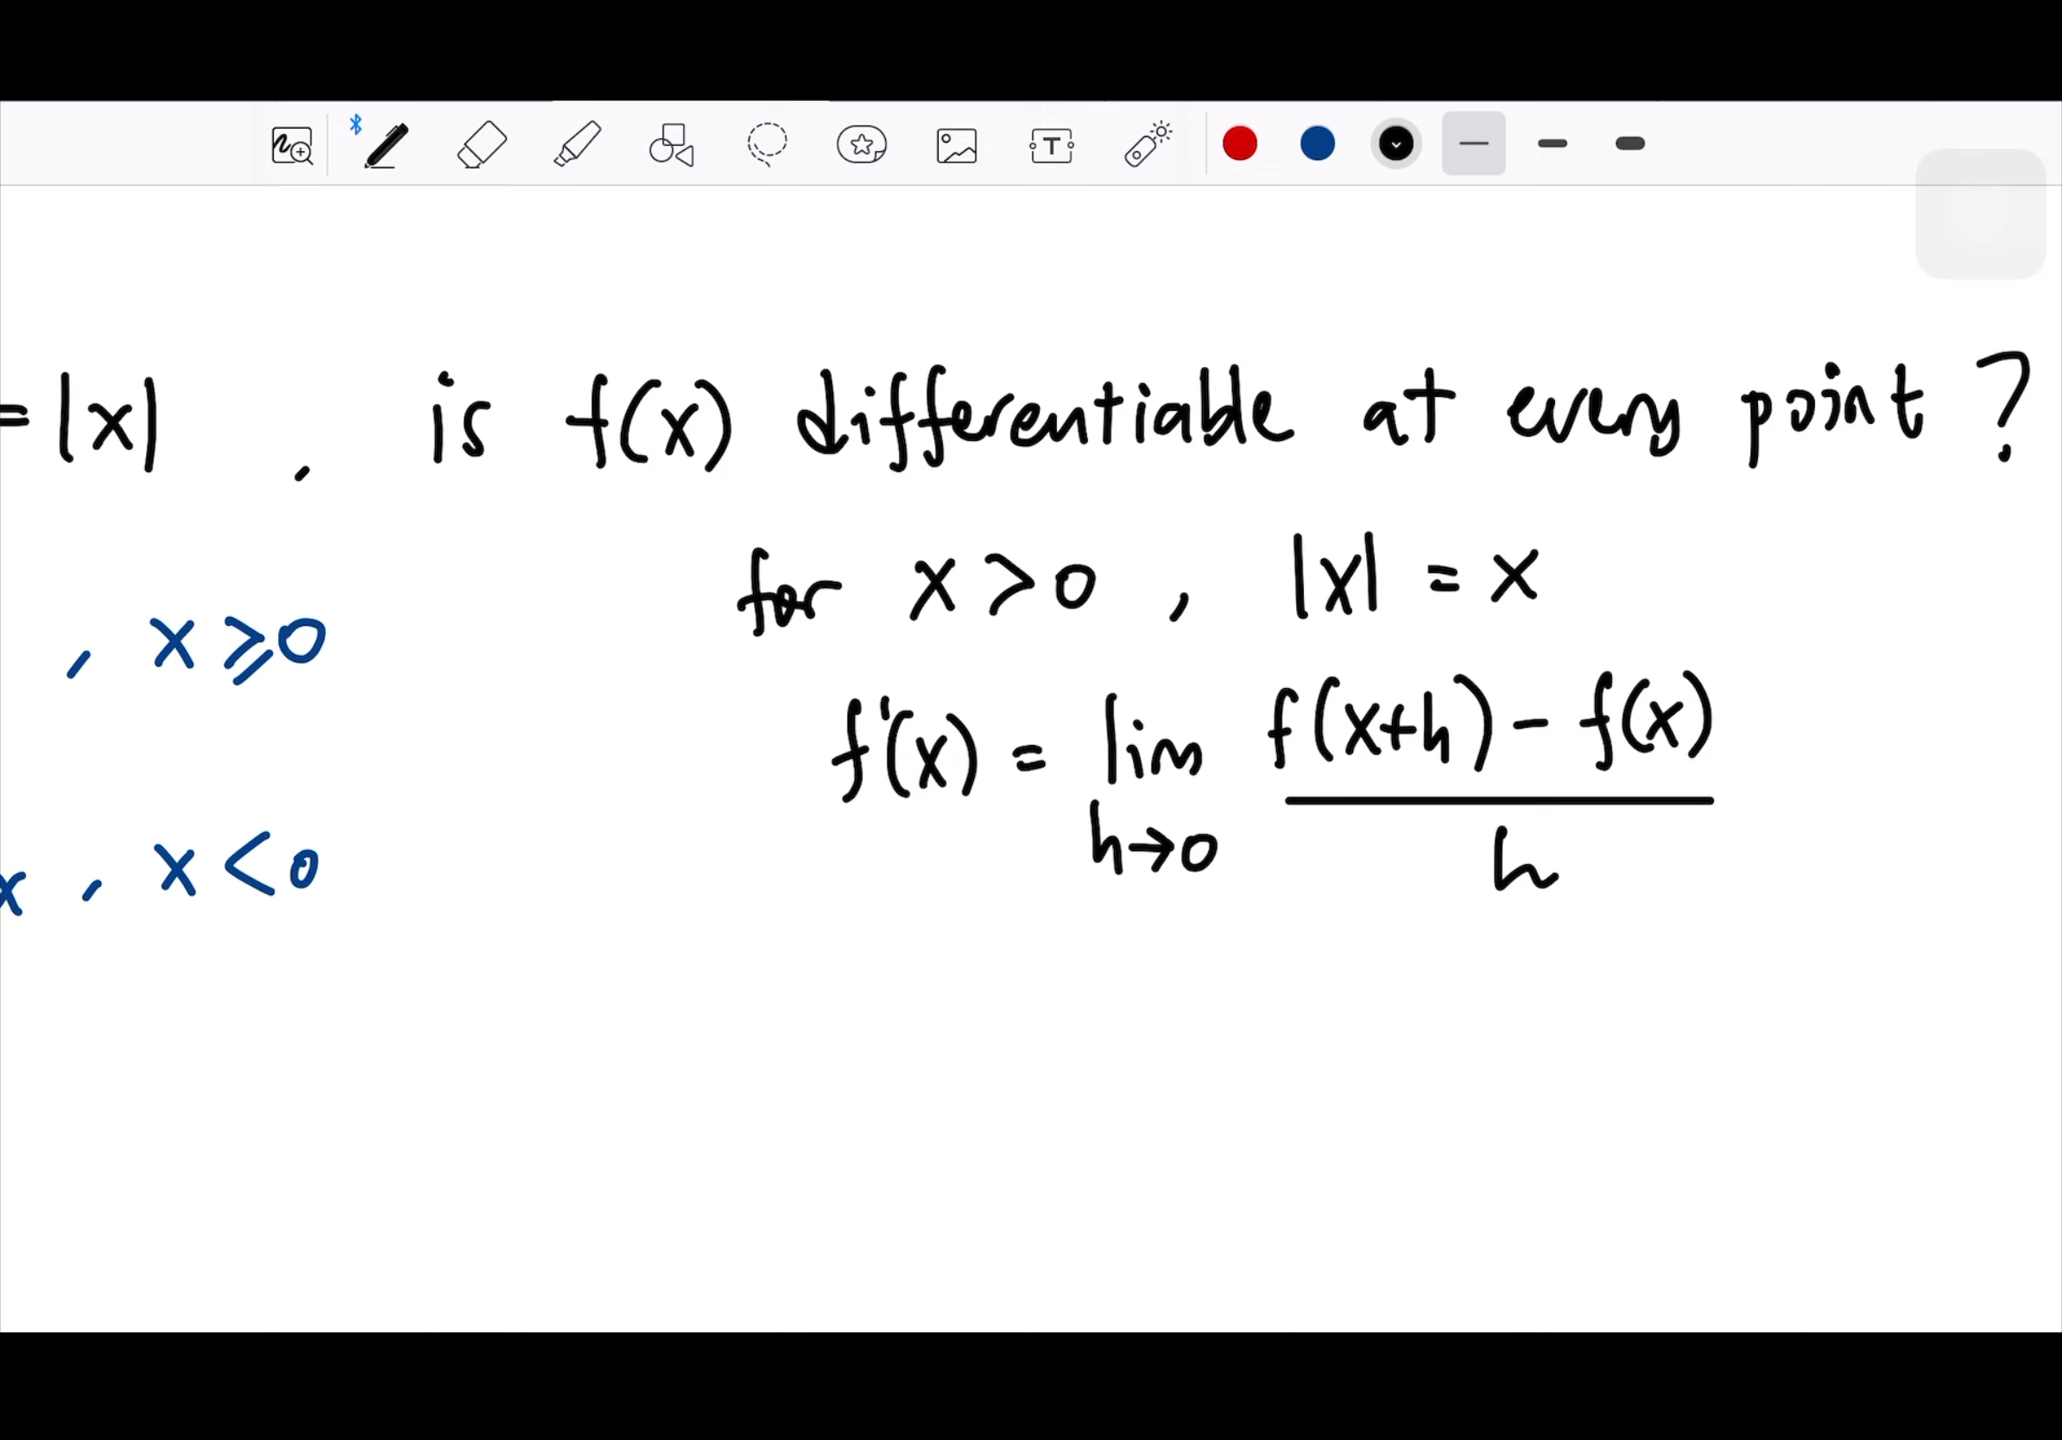 = |x| , is f(x) differentiable at every point ?
for x > 0 , |x| = x
, x ⩾ 0
f'(x) = lim h→0 f(x+h) - f(x) / h
x , x < 0